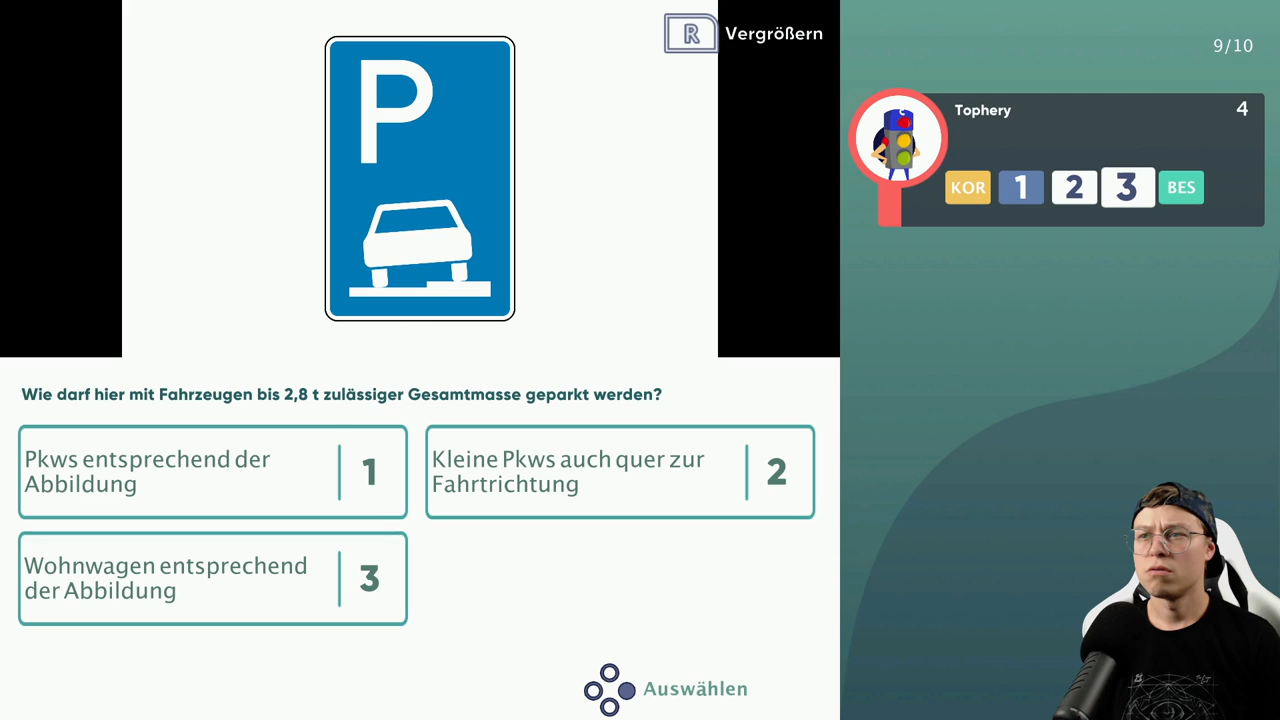 P
R Vergrößern
9/10
Tophery 4
KOR 1 2 3 BES
Wie darf hier mit Fahrzeugen bis 2,8 t zulässiger Gesamtmasse geparkt werden?
Pkws entsprechend der
Abbildung
1
Kleine Pkws auch quer zur
Fahrtrichtung
2
Wohnwagen entsprechend
der Abbildung
3
Auswählen